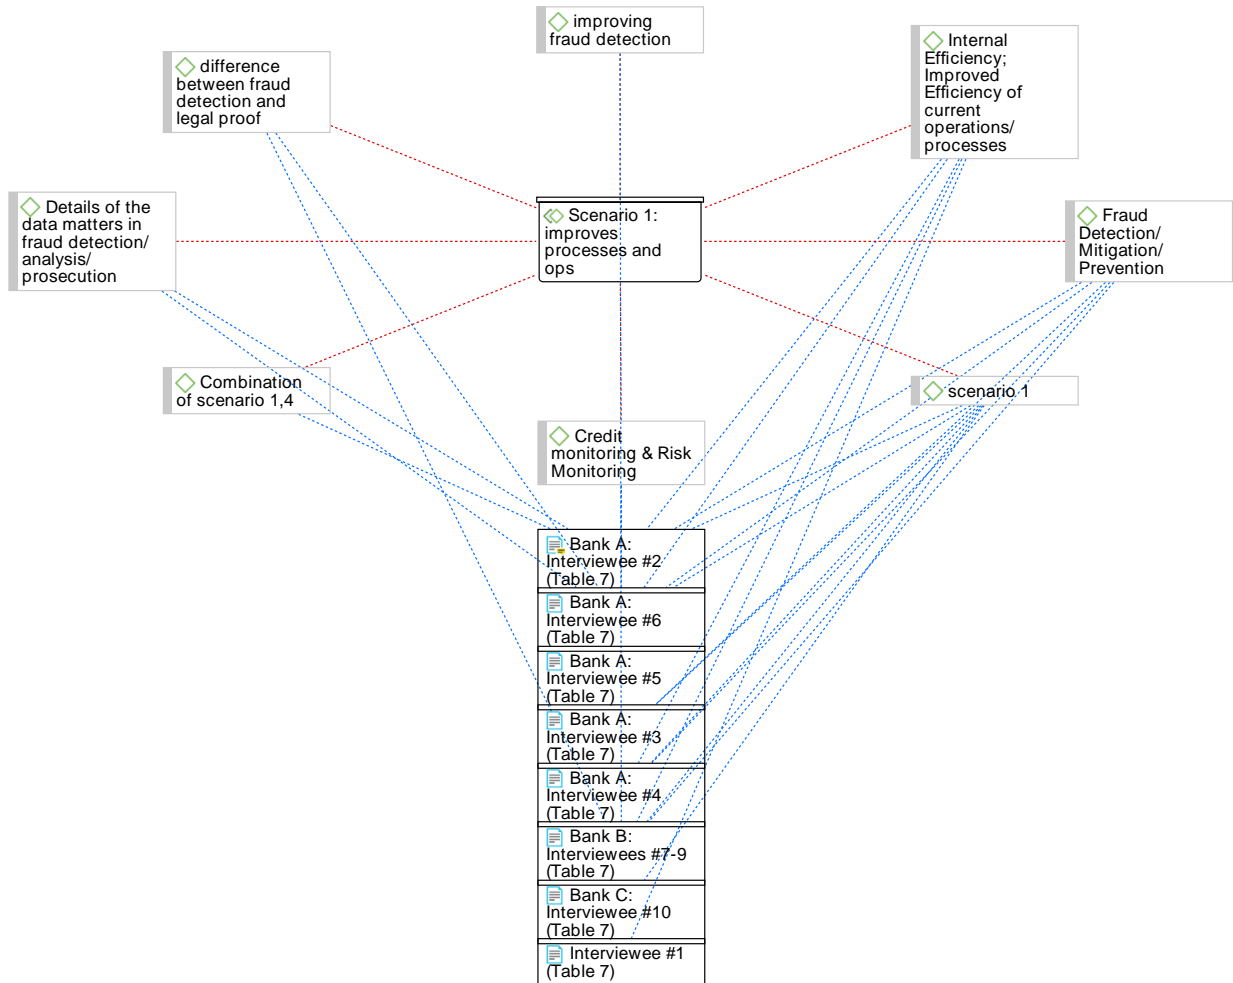 improving
fraud detection
difference
between fraud
detection and
legal proof
Internal
Efficiency;
Improved
Efficiency of
current
operations/
processes
Details of the
data matters in
fraud detection/
analysis/
prosecution
Scenario 1:
improves
processes and
ops
Fraud
Detection/
Mitigation/
Prevention
Combination
of scenario 1,4
scenario 1
Credit
monitoring & Risk
Monitoring
Bank A:
Interviewee #2
(Table 7)
Bank A:
Interviewee #6
(Table 7)
Bank A:
Interviewee #5
(Table 7)
Bank A:
Interviewee #3
(Table 7)
Bank A:
Interviewee #4
(Table 7)
Bank B:
Interviewees #7-9
(Table 7)
Bank C:
Interviewee #10
(Table 7)
Interviewee #1
(Table 7)